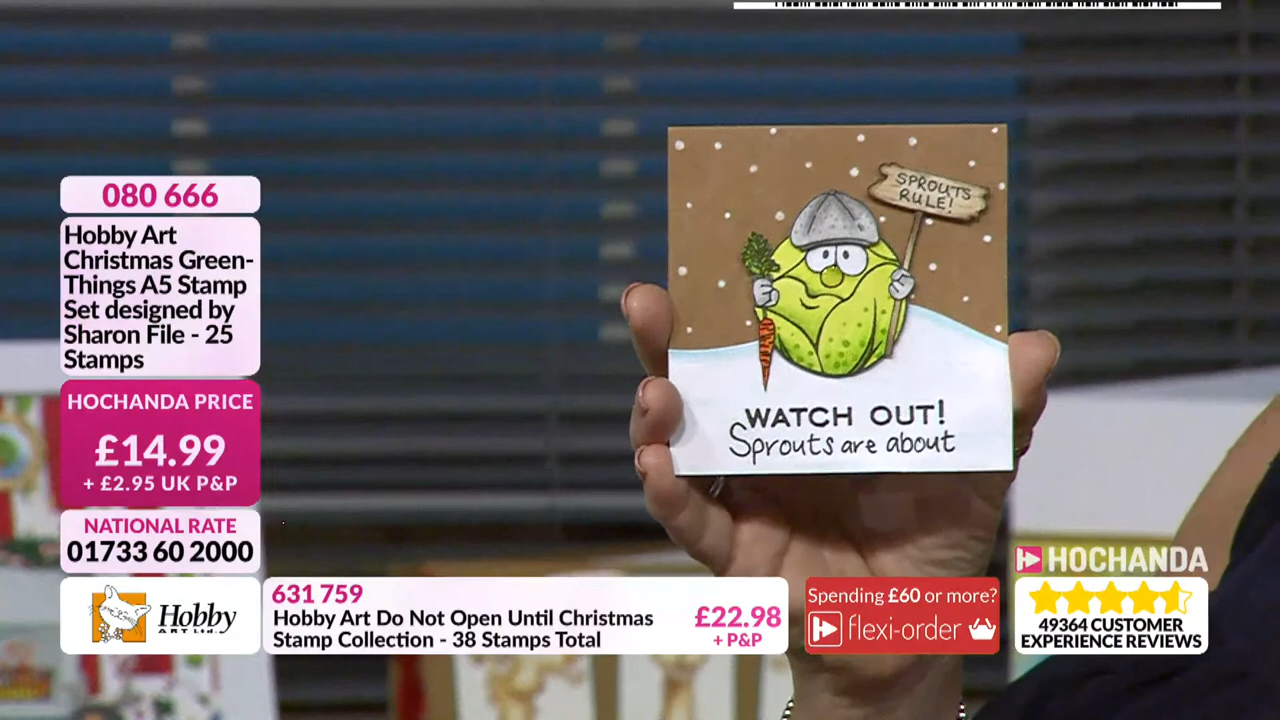 080 666
Hobby Art
Christmas Green-
Things A5 Stamp
Set designed by
Sharon File - 25
Stamps
HOCHANDA PRICE
£14.99
+ £2.95 UK P&P
NATIONAL RATE
01733 60 2000
SPROUTS
RULE!
WATCH OUT!
Sprouts are about
Hobby
ART Ltd.
631 759
Hobby Art Do Not Open Until Christmas
Stamp Collection - 38 Stamps Total
£22.98
+ P&P
Spending £60 or more?
flexi-order
HOCHANDA
49364 CUSTOMER
EXPERIENCE REVIEWS